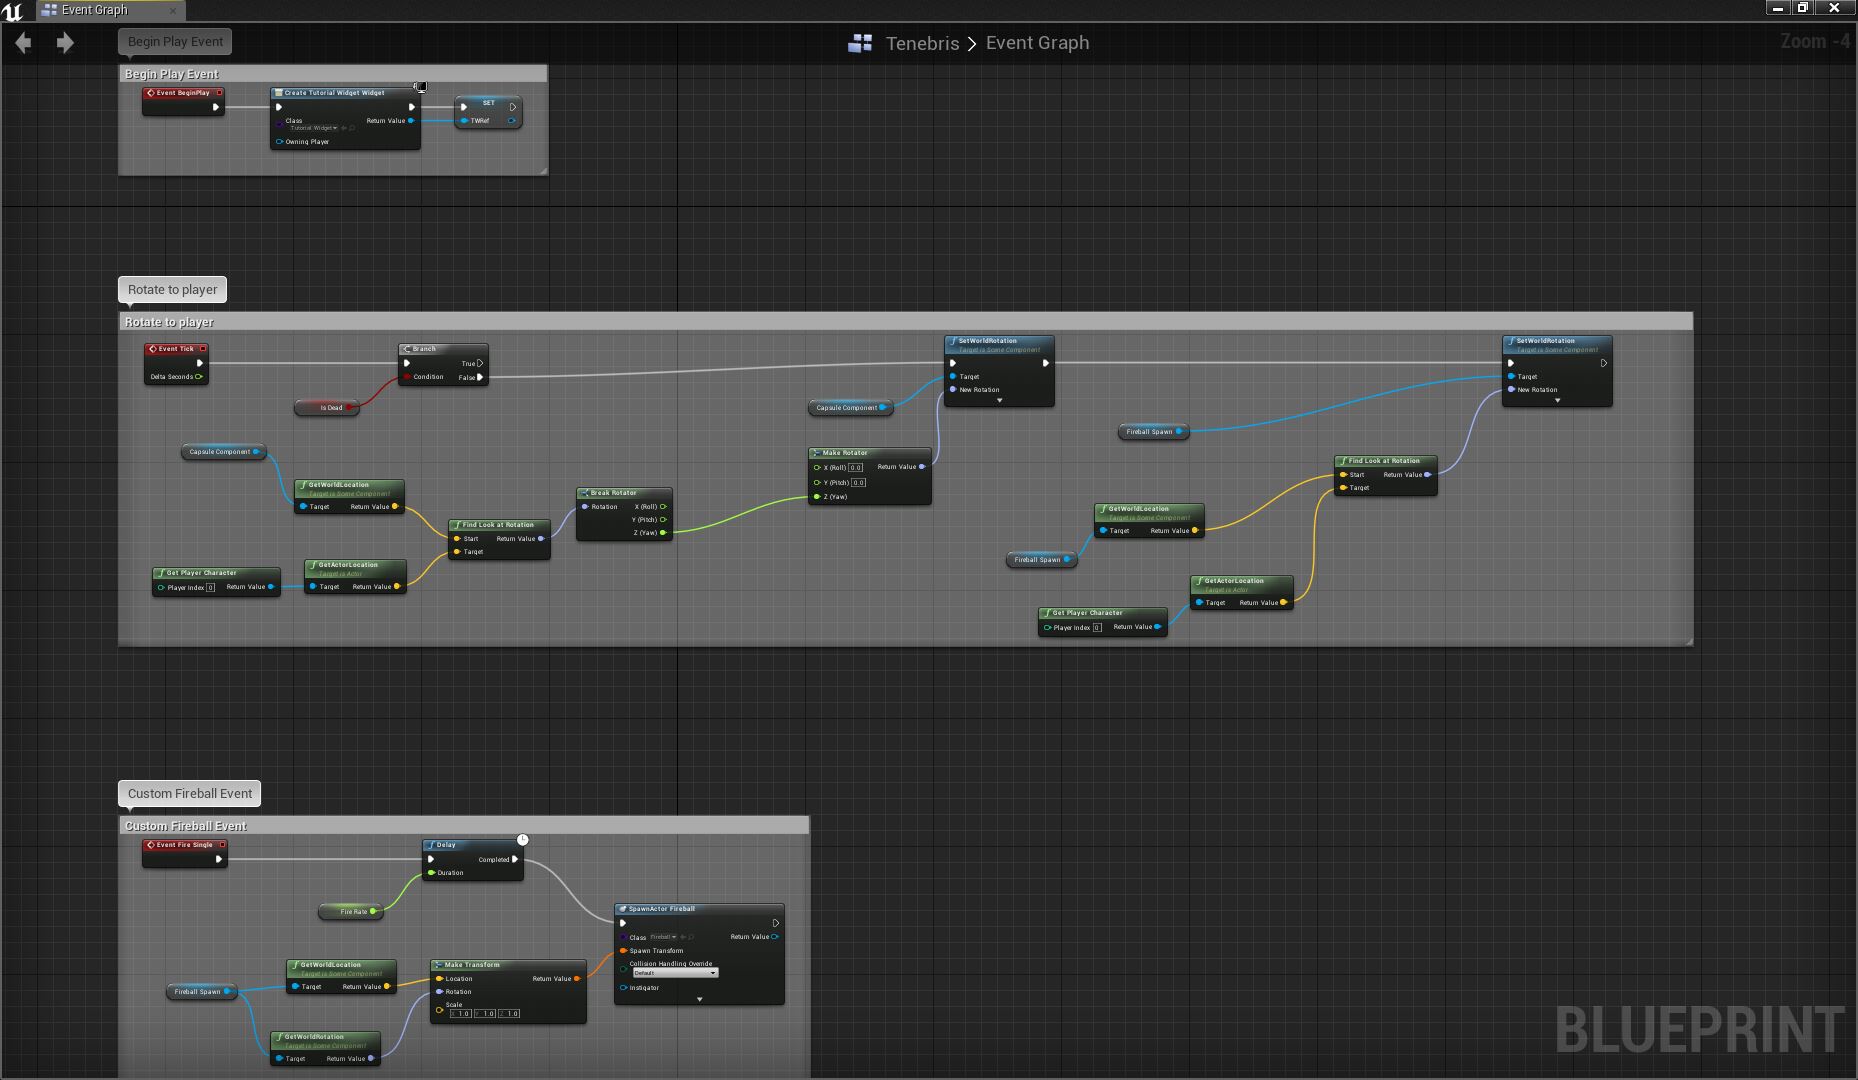 Event Graph
Begin Play Event
Tenebris > Event Graph
Zoom -4
Begin Play Event
Event BeginPlay
Create Tutorial Widget Widget
Class
Tutorial Widget
Return Value
Owning Player
SET
TWRef
Rotate to player
Rotate to player
Event Tick
Delta Seconds
Branch
True
Condition
False
Is Dead
Capsule Component
GetWorldLocation
Target is Some Component
Target
Return Value
Get Player Character
Player Index 0
Return Value
GetActorLocation
Target is Actor
Target
Return Value
Find Look at Rotation
Start
Return Value
Target
Break Rotator
Rotation
X (Roll)
Y (Pitch)
Z (Yaw)
Capsule Component
Make Rotator
X (Roll) 0.0
Return Value
Y (Pitch) 0.0
Z (Yaw)
SetWorldRotation
Target is Some Component
Target
New Rotation
Fireball Spawn
Fireball Spawn
GetWorldLocation
Target is Some Component
Target
Return Value
Get Player Character
Player Index 0
Return Value
GetActorLocation
Target is Actor
Target
Return Value
Find Look at Rotation
Start
Return Value
Target
SetWorldRotation
Target is Some Component
Target
New Rotation
Custom Fireball Event
Custom Fireball Event
Event Fire Single
Delay
Completed
Duration
Fire Rate
Fireball Spawn
GetWorldLocation
Target is Some Component
Target
Return Value
GetWorldRotation
Target is Some Component
Target
Return Value
Make Transform
Location
Return Value
Rotation
Scale
X 1.0 Y 1.0 Z 1.0
SpawnActor Fireball
Class Fireball
Return Value
Spawn Transform
Collision Handling Override
Default
Instigator
BLUEPRINT